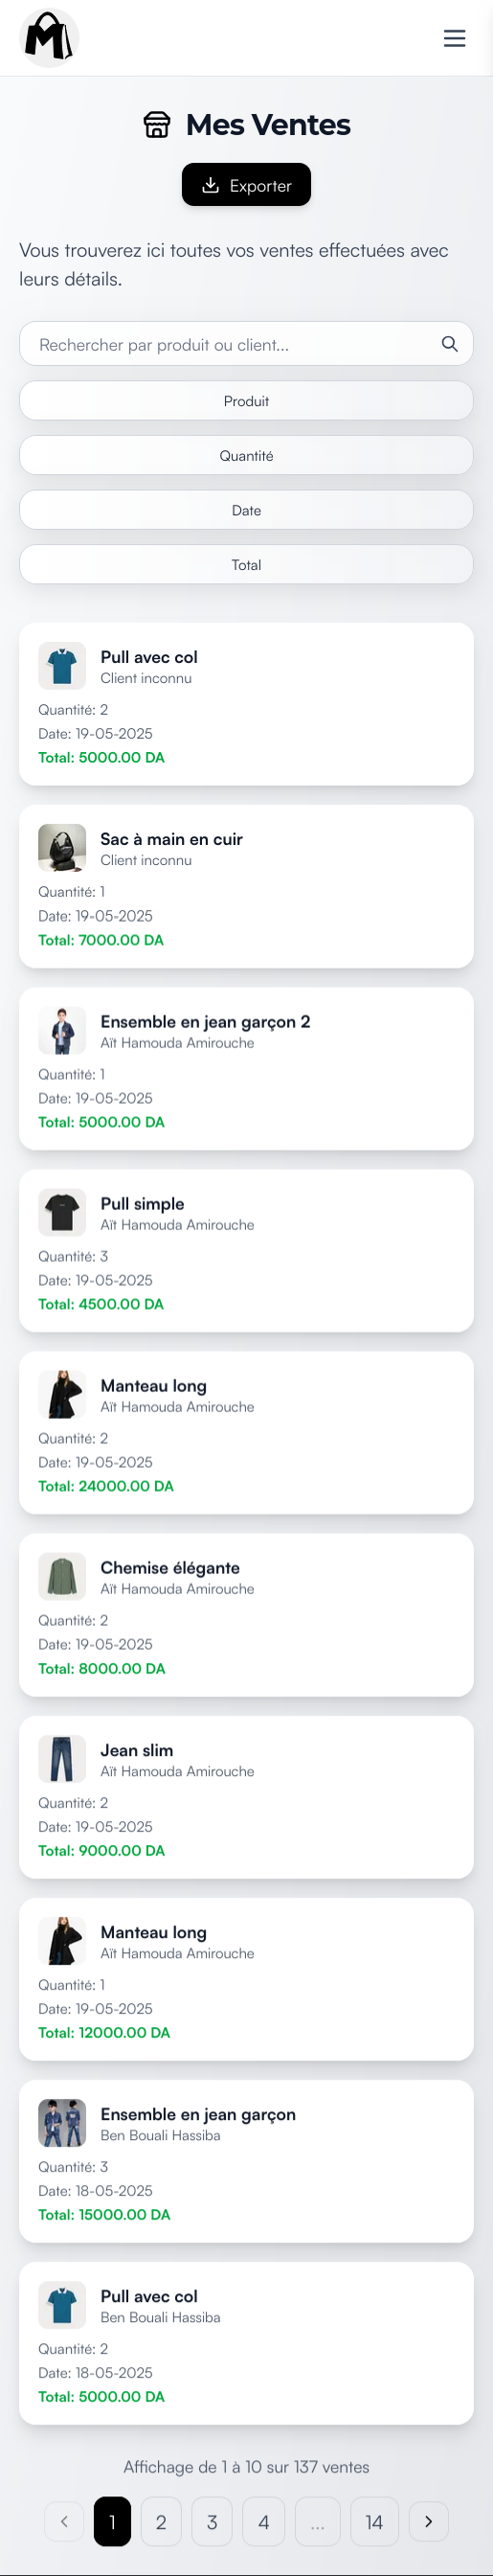 M
Mes Ventes
Exporter
Vous trouverez ici toutes vos ventes effectuées avec
leurs détails.
Rechercher par produit ou client...
Produit
Quantité
Date
Total
Pull avec col
Client inconnu
Quantité: 2
Date: 19-05-2025
Total: 5000.00 DA
Sac à main en cuir
Client inconnu
Quantité: 1
Date: 19-05-2025
Total: 7000.00 DA
Ensemble en jean garçon 2
Aït Hamouda Amirouche
Quantité: 1
Date: 19-05-2025
Total: 5000.00 DA
Pull simple
Aït Hamouda Amirouche
Quantité: 3
Date: 19-05-2025
Total: 4500.00 DA
Manteau long
Aït Hamouda Amirouche
Quantité: 2
Date: 19-05-2025
Total: 24000.00 DA
Chemise élégante
Aït Hamouda Amirouche
Quantité: 2
Date: 19-05-2025
Total: 8000.00 DA
Jean slim
Aït Hamouda Amirouche
Quantité: 2
Date: 19-05-2025
Total: 9000.00 DA
Manteau long
Aït Hamouda Amirouche
Quantité: 1
Date: 19-05-2025
Total: 12000.00 DA
Ensemble en jean garçon
Ben Bouali Hassiba
Quantité: 3
Date: 18-05-2025
Total: 15000.00 DA
Pull avec col
Ben Bouali Hassiba
Quantité: 2
Date: 18-05-2025
Total: 5000.00 DA
Affichage de 1 à 10 sur 137 ventes
1 2 3 4 ... 14